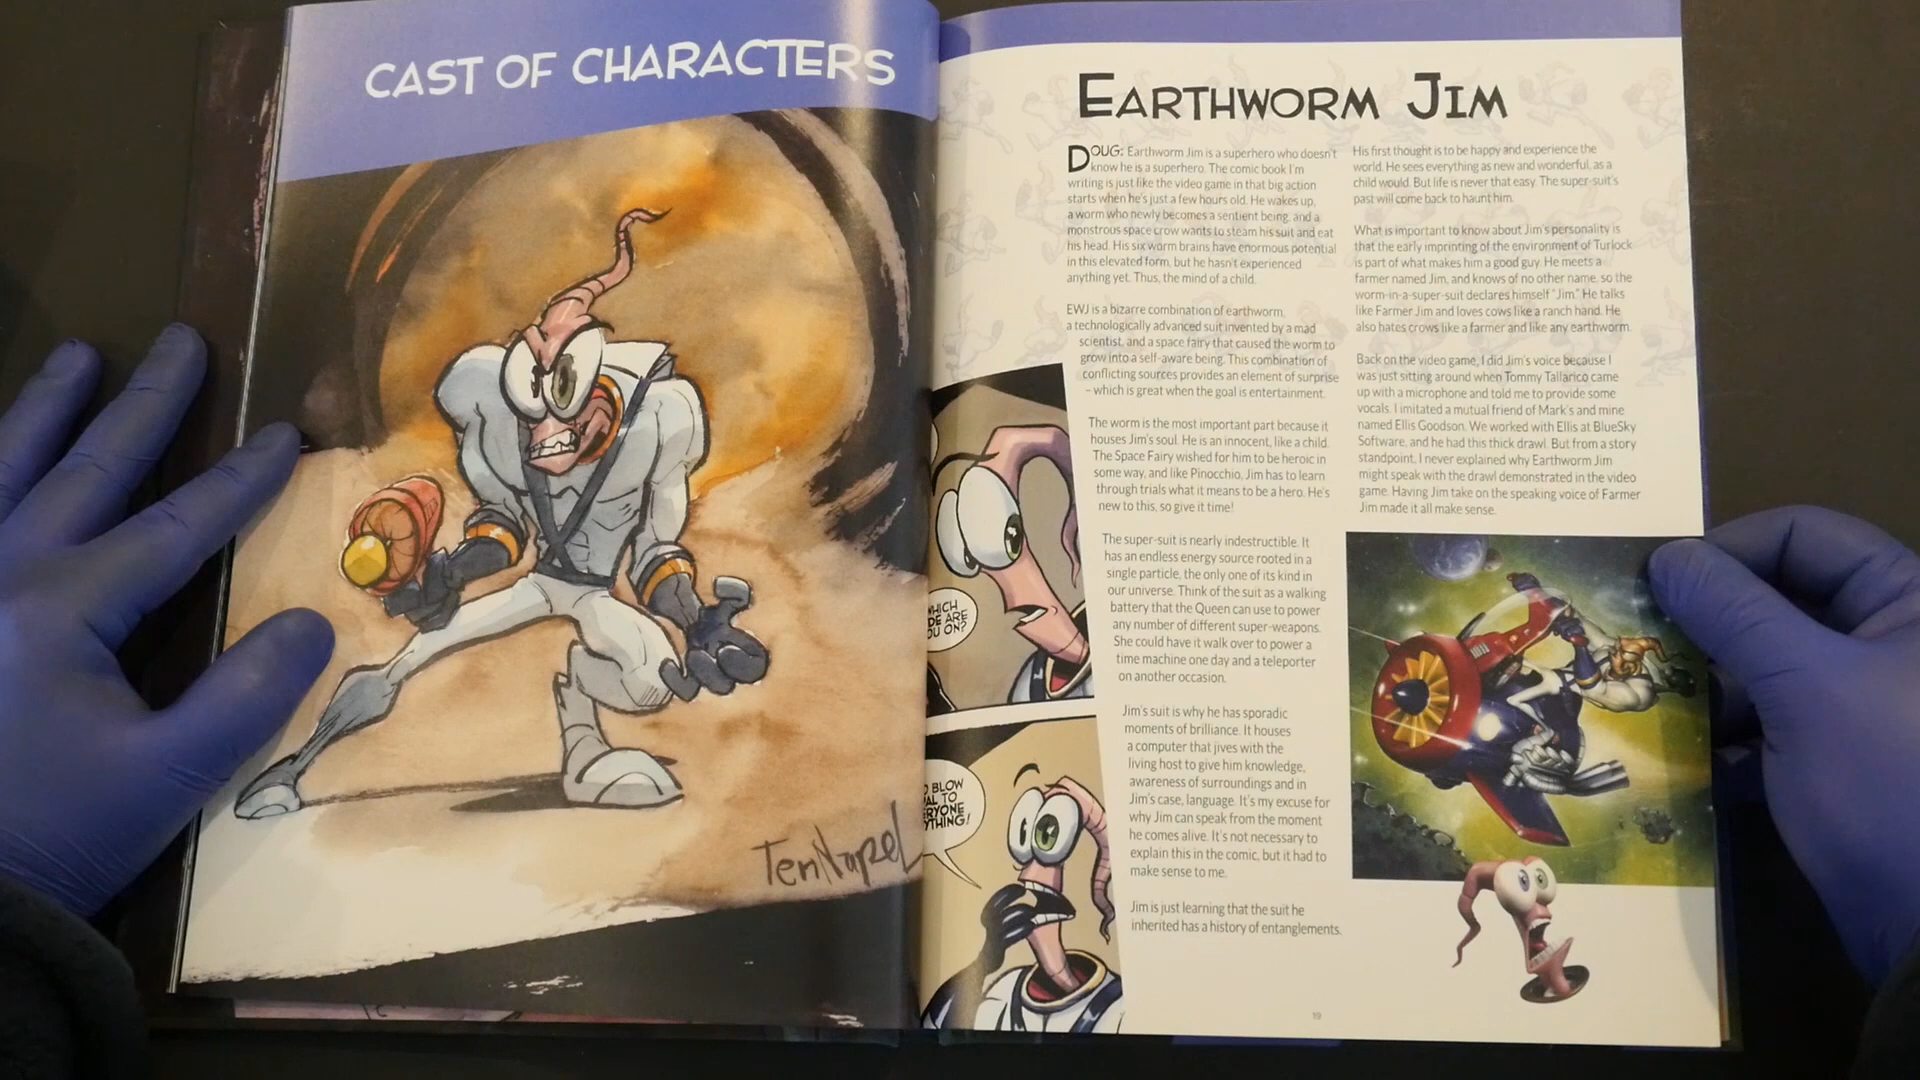 CAST OF CHARACTERS
TenNapel
EARTHWORM JIM
DOUG: Earthworm Jim is a superhero who doesn't
know he is a superhero. The comic book I'm
writing is just like the video game in that big action
starts when he's just a few hours old. He wakes up,
a worm who newly becomes a sentient being, and a
monstrous space crow wants to steam his suit and eat
his head. His six worm brains have enormous potential
in this elevated form, but he hasn't experienced
anything yet. Thus, the mind of a child.
EWJ is a bizarre combination of earthworm,
a technologically advanced suit invented by a mad
scientist, and a space fairy that caused the worm to
grow into a self-aware being. This combination of
conflicting sources provides an element of surprise
– which is great when the goal is entertainment.
The worm is the most important part because it
houses Jim's soul. He is an innocent, like a child.
The Space Fairy wished for him to be heroic in
some way, and like Pinocchio, Jim has to learn
through trials what it means to be a hero. He's
new to this, so give it time!
The super-suit is nearly indestructible. It
has an endless energy source rooted in a
single particle, the only one of its kind in
our universe. Think of the suit as a walking
battery that the Queen can use to power
any number of different super-weapons.
She could have it walk over to power a
time machine one day and a teleporter
on another occasion.
Jim's suit is why he has sporadic
moments of brilliance. It houses
a computer that jives with the
living host to give him knowledge,
awareness of surroundings and in
Jim's case, language. It's my excuse for
why Jim can speak from the moment
he comes alive. It's not necessary to
explain this in the comic, but it had to
make sense to me.
Jim is just learning that the suit he
inherited has a history of entanglements.
His first thought is to be happy and experience the
world. He sees everything as new and wonderful, as a
child would. But life is never that easy. The super-suit's
past will come back to haunt him.
What is important to know about Jim's personality is
that the early imprinting of the environment of Turlock
is part of what makes him a good guy. He meets a
farmer named Jim, and knows of no other name, so the
worm-in-a-super-suit declares himself "Jim." He talks
like Farmer Jim and loves cows like a ranch hand. He
also hates crows like a farmer and like any earthworm.
Back on the video game, I did Jim's voice because I
was just sitting around when Tommy Tallarico came
up with a microphone and told me to provide some
vocals. I imitated a mutual friend of Mark's and mine
named Ellis Goodson. We worked with Ellis at BlueSky
Software, and he had this thick drawl. But from a story
standpoint, I never explained why Earthworm Jim
might speak with the drawl demonstrated in the video
game. Having Jim take on the speaking voice of Farmer
Jim made it all make sense.
WHICH
DE ARE
OU ON?
BLOW
AL TO
ERYONE
YTHING!
19